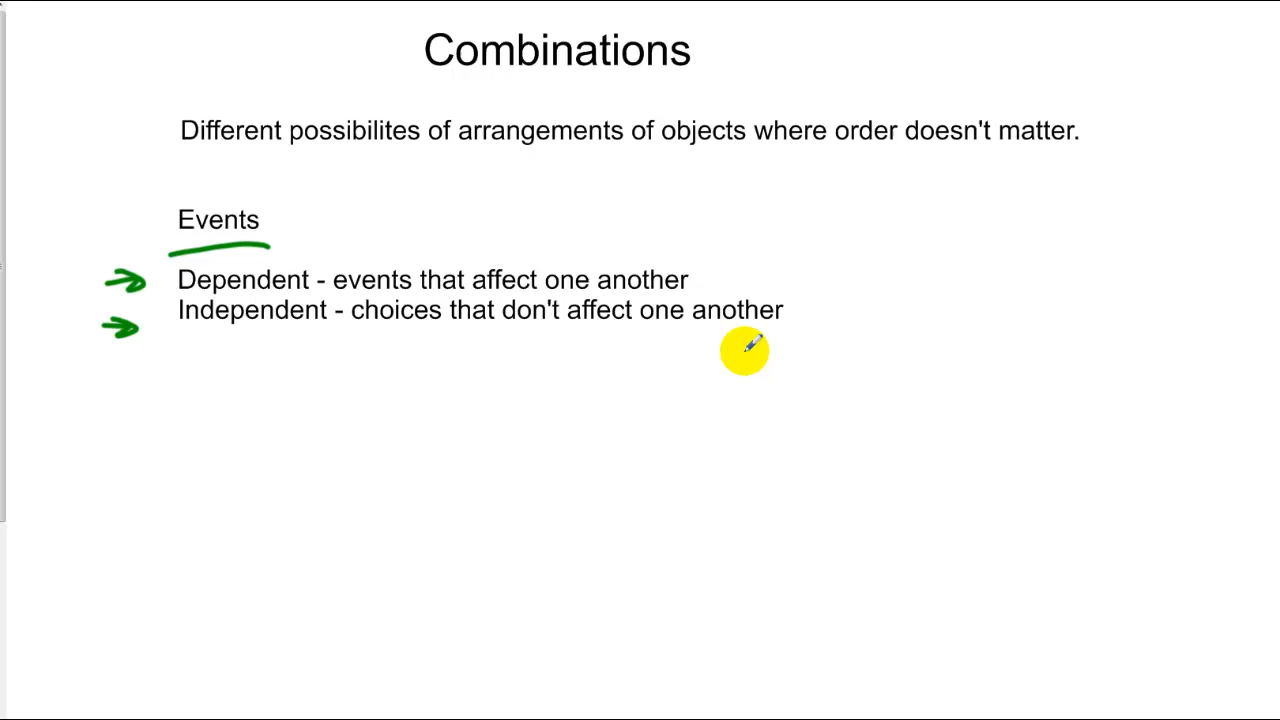 Combinations
Different possibilites of arrangements of objects where order doesn't matter.
Events
Dependent - events that affect one another
Independent - choices that don't affect one another